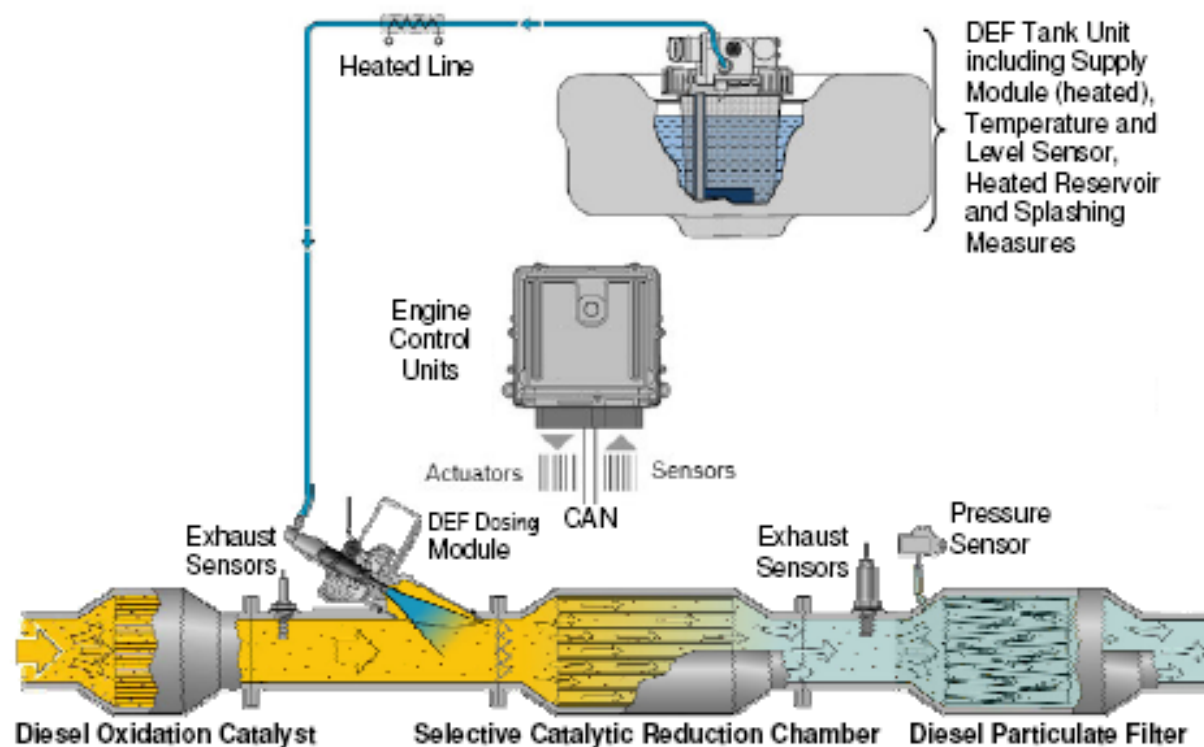 Heated Line
DEF Tank Unit
including Supply
Module (heated),
Temperature and
Level Sensor,
Heated Reservoir
and Splashing
Measures
Engine
Control
Units
Actuators
Sensors
CAN
Exhaust
Sensors
DEF Dosing
Module
Exhaust
Sensors
Pressure
Sensor
Diesel Oxidation Catalyst
Selective Catalytic Reduction Chamber
Diesel Particulate Filter